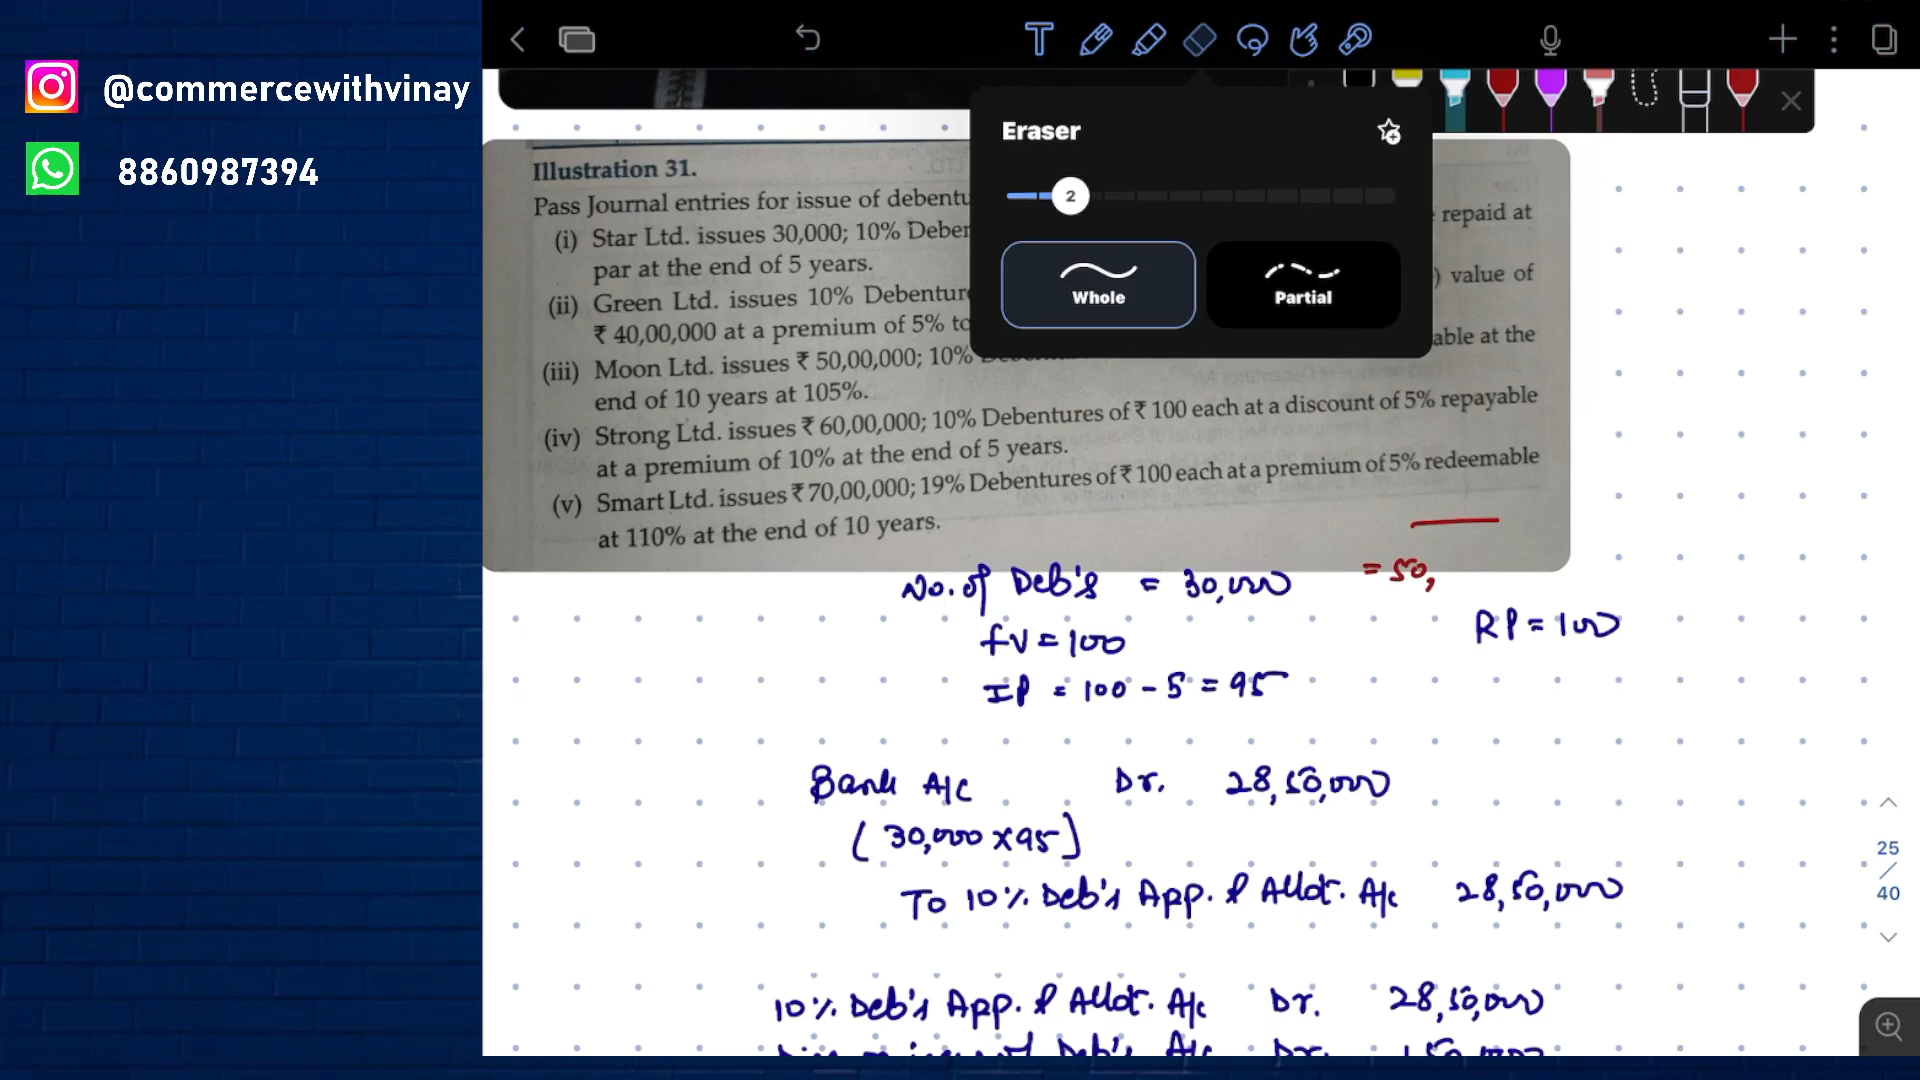 @commercewithvinay
8860987394
Eraser
2
Whole
Partial
Illustration 31.
Pass Journal entries for issue of
(i) Star Ltd. issues 30,000; 10%
repaid at
par at the end of 5 years.
(ii) Green Ltd. issues 10%
) value of
₹ 40,00,000 at a premium of 5% to
(iii) Moon Ltd. issues ₹ 50,00,000; 10%
able at the
end of 10 years at 105%.
(iv) Strong Ltd. issues ₹ 60,00,000; 10% Debentures of ₹ 100 each at a discount of 5% repayable
at a premium of 10% at the end of 5 years.
(v) Smart Ltd. issues ₹ 70,00,000; 19% Debentures of ₹ 100 each at a premium of 5% redeemable
at 110% at the end of 10 years.
No. of Deb's = 30,000
= 50,
FV = 100
RP = 100
IP = 100 - 5 = 95
Bank A/c Dr. 28,50,000
(30,000 x 95)
To 10% Deb's App. & Allot. A/c 28,50,000
10% Deb's App. & Allot. A/c Dr. 28,50,000
25
/
40